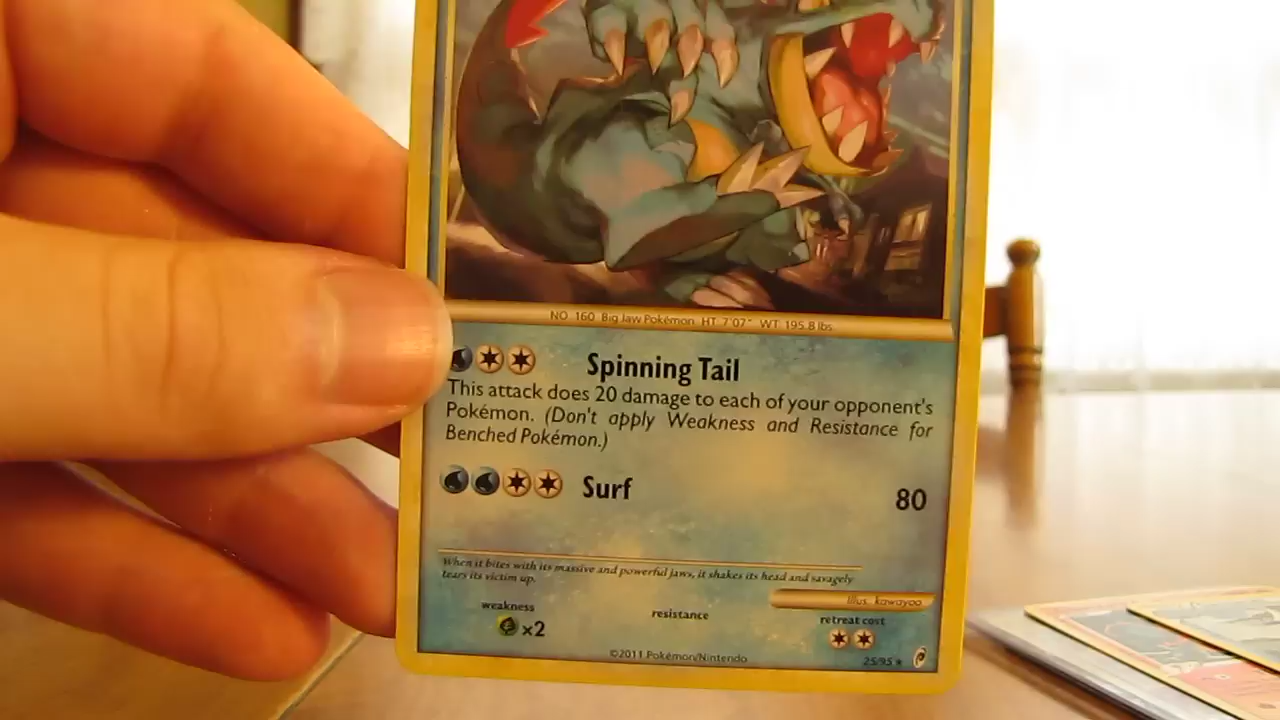 NO. 160 Big Jaw Pokémon HT: 7'07" WT: 195.8 lbs.
Spinning Tail
This attack does 20 damage to each of your opponent's
Pokémon. (Don't apply Weakness and Resistance for
Benched Pokémon.)
Surf 80
When it bites with its massive and powerful jaws, it shakes its head and savagely
tears its victim up.
Illus. kawayoo
weakness resistance retreat cost
×2
©2011 Pokémon/Nintendo 25/95 ★